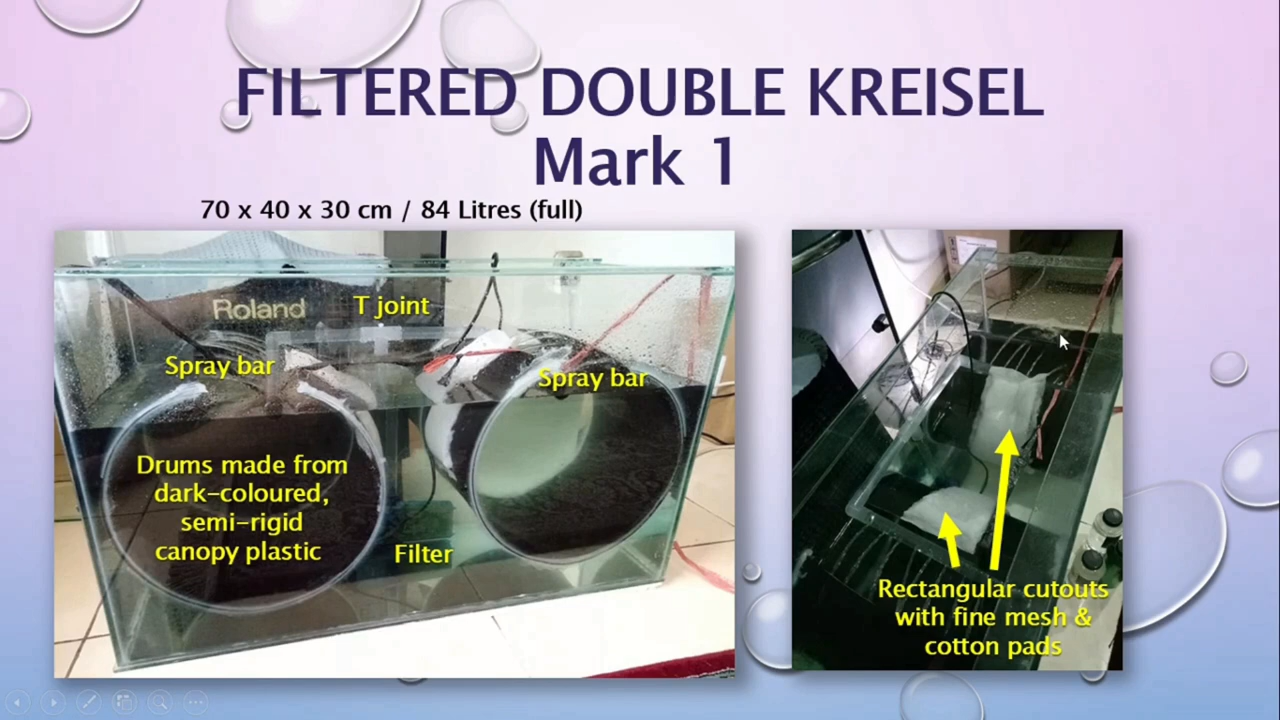 FILTERED DOUBLE KREISEL
Mark 1
70 x 40 x 30 cm / 84 Litres (full)
Roland
T joint
Spray bar
Spray bar
Drums made from
dark-coloured,
semi-rigid
canopy plastic
Filter
Rectangular cutouts
with fine mesh &
cotton pads